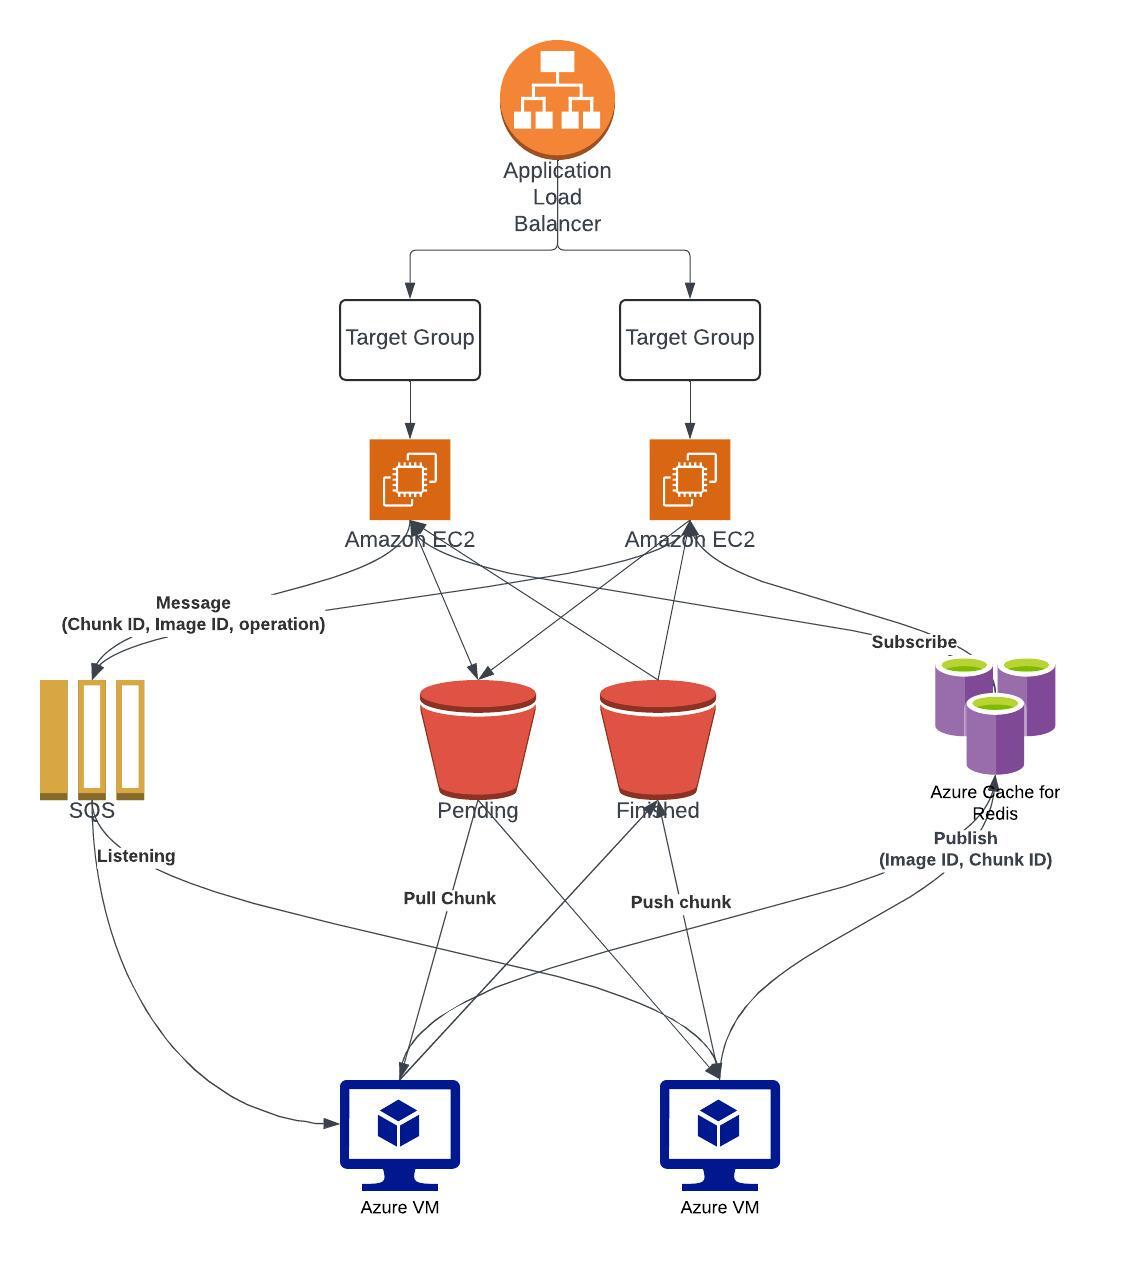 Application
Load
Balancer
Target Group
Target Group
Amazon EC2
Amazon EC2
Message
(Chunk ID, Image ID, operation)
Subscribe
SQS
Pending
Finished
Azure Cache for
Redis
Publish
(Image ID, Chunk ID)
Listening
Pull Chunk
Push chunk
Azure VM
Azure VM